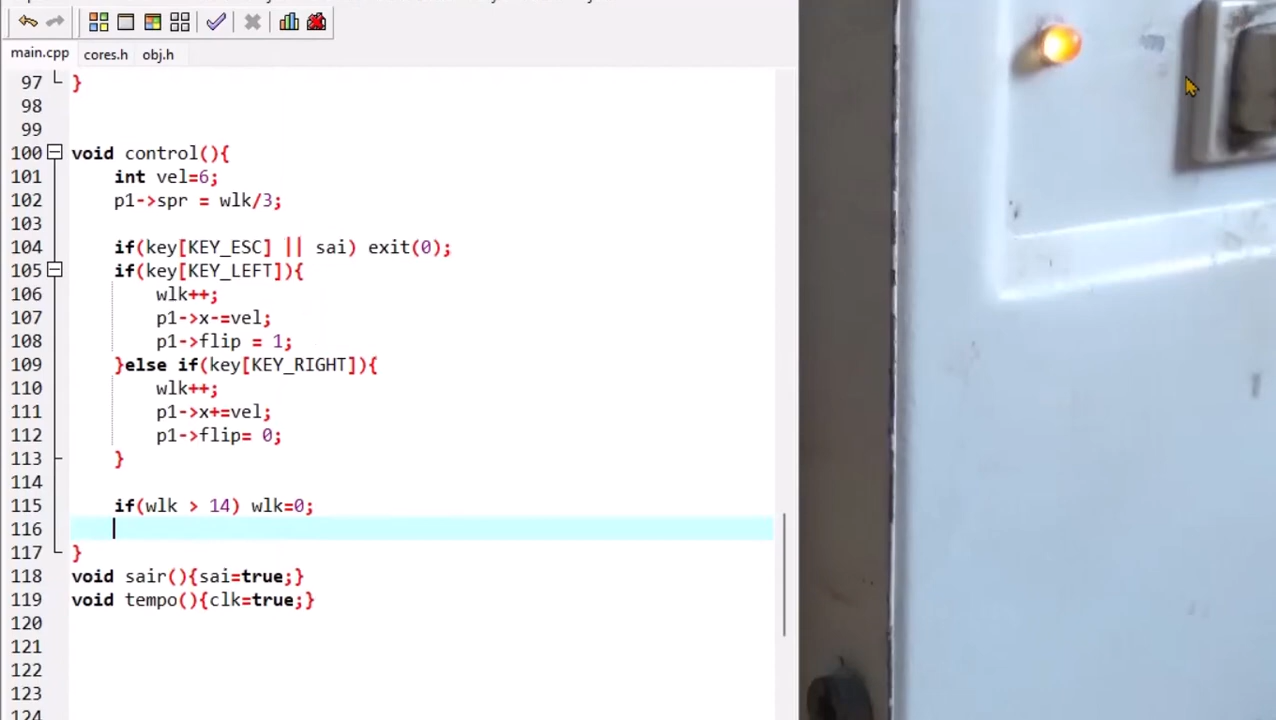 main.cpp cores.h obj.h
97 }
98
99
100 void control(){
101 int vel=6;
102 p1->spr = wlk/3;
103
104 if(key[KEY_ESC] || sai) exit(0);
105 if(key[KEY_LEFT]){
106 wlk++;
107 p1->x-=vel;
108 p1->flip = 1;
109 }else if(key[KEY_RIGHT]){
110 wlk++;
111 p1->x+=vel;
112 p1->flip= 0;
113 }
114
115 if(wlk > 14) wlk=0;
116
117 }
118 void sair(){sai=true;}
119 void tempo(){clk=true;}
120
121
122
123
124